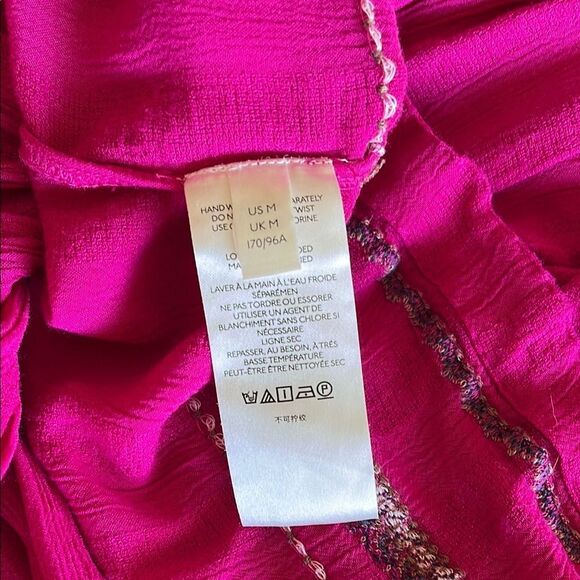 US M
UK M
170/96A
LAVER À LA MAIN À L'EAU FROIDE
SÉPARÉMEN
NE PAS TORDRE OU ESSORER
UTILISER UN AGENT DE
BLANCHIMENT SANS CHLORE SI
NÉCESSAIRE
LIGNE SEC
REPASSER, AU BESOIN, À TRÈS
BASSE TEMPÉRATURE
PEUT-ÊTRE ÊTRE NETTOYÉE SEC
不可拧绞